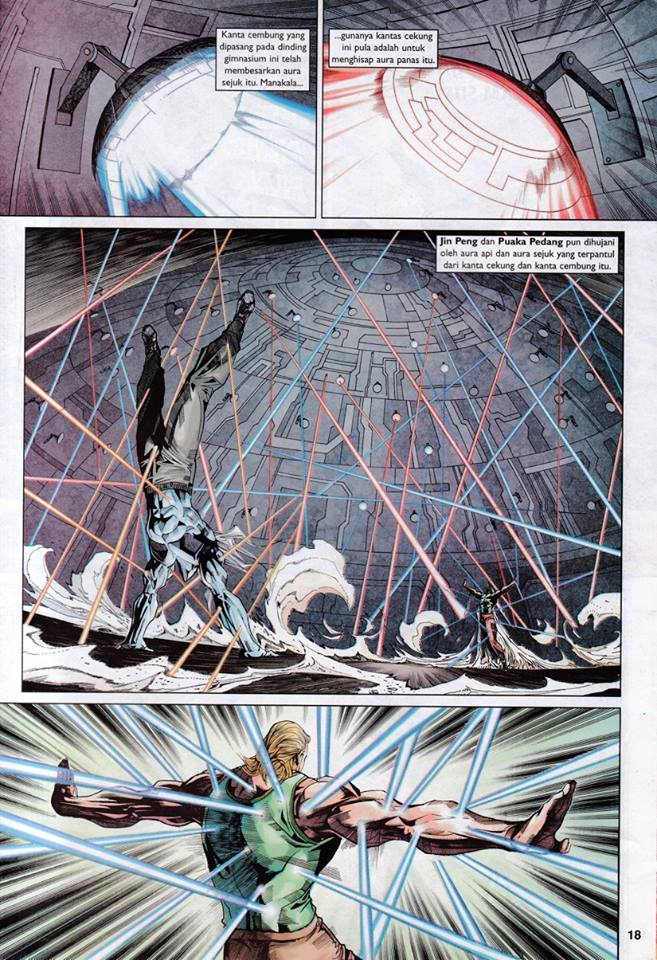 Kanta cembung yang
dipasang pada dinding
gimnasium ini telah
membesarkan aura
sejuk itu. Manakala...
...gunanya kantas cekung
ini pula adalah untuk
menghisap aura panas itu.
Jin Peng dan Puaka Pedang pun dihujani
oleh aura api dan aura sejuk yang terpantul
dari kanta cekung dan kanta cembung itu.
18